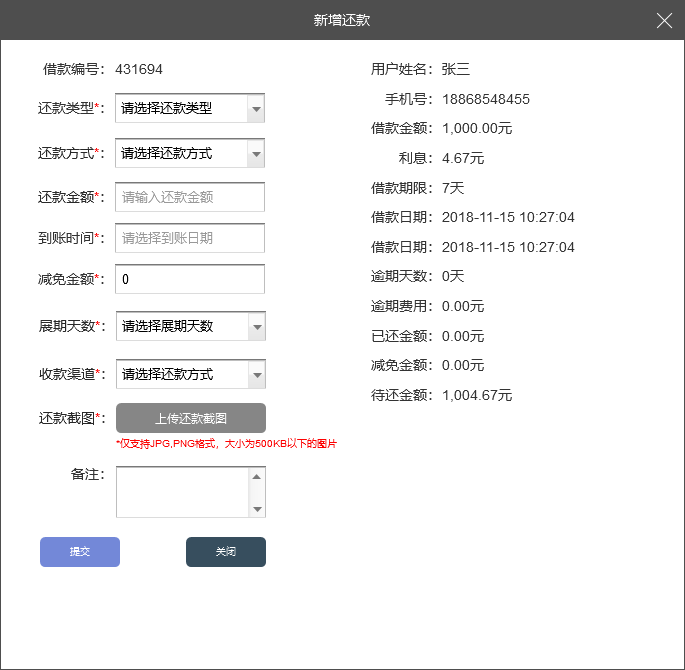 新增还款
借款编号： 431694
还款类型*： 请选择还款类型
还款方式*： 请选择还款方式
还款金额*： 请输入还款金额
到账时间*： 请选择到账日期
减免金额*： 0
展期天数*： 请选择展期天数
收款渠道*： 请选择还款方式
还款截图*： 上传还款截图
*仅支持JPG,PNG格式，大小为500KB以下的图片
备注：
提交 关闭
用户姓名： 张三
手机号： 18868548455
借款金额： 1,000.00元
利息： 4.67元
借款期限： 7天
借款日期： 2018-11-15 10:27:04
借款日期： 2018-11-15 10:27:04
逾期天数： 0天
逾期费用： 0.00元
已还金额： 0.00元
减免金额： 0.00元
待还金额： 1,004.67元